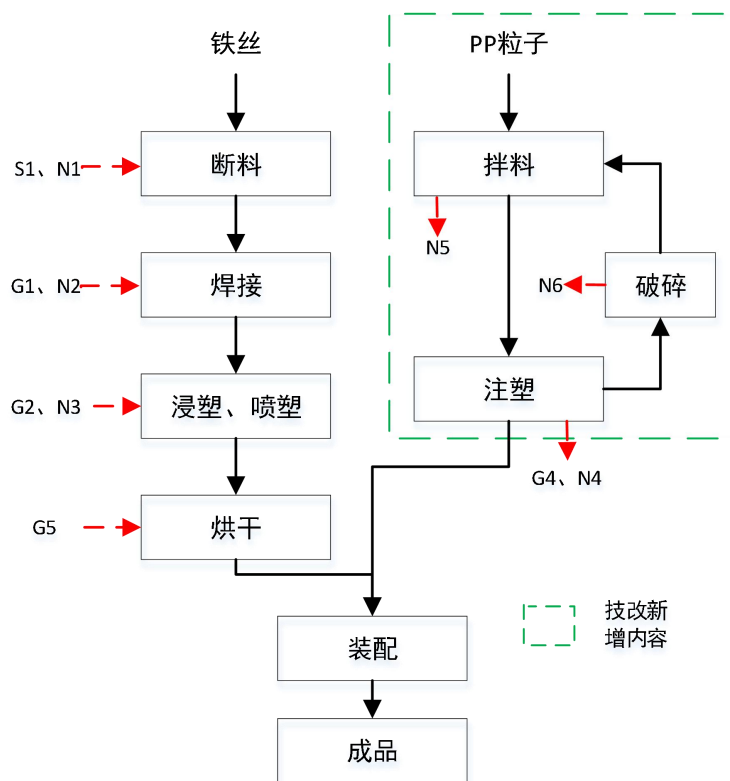 铁丝
PP粒子
S1、N1
断料
拌料
N5
G1、N2
焊接
N6
破碎
G2、N3
浸塑、喷塑
注塑
G4、N4
G5
烘干
装配
技改新
增内容
成品